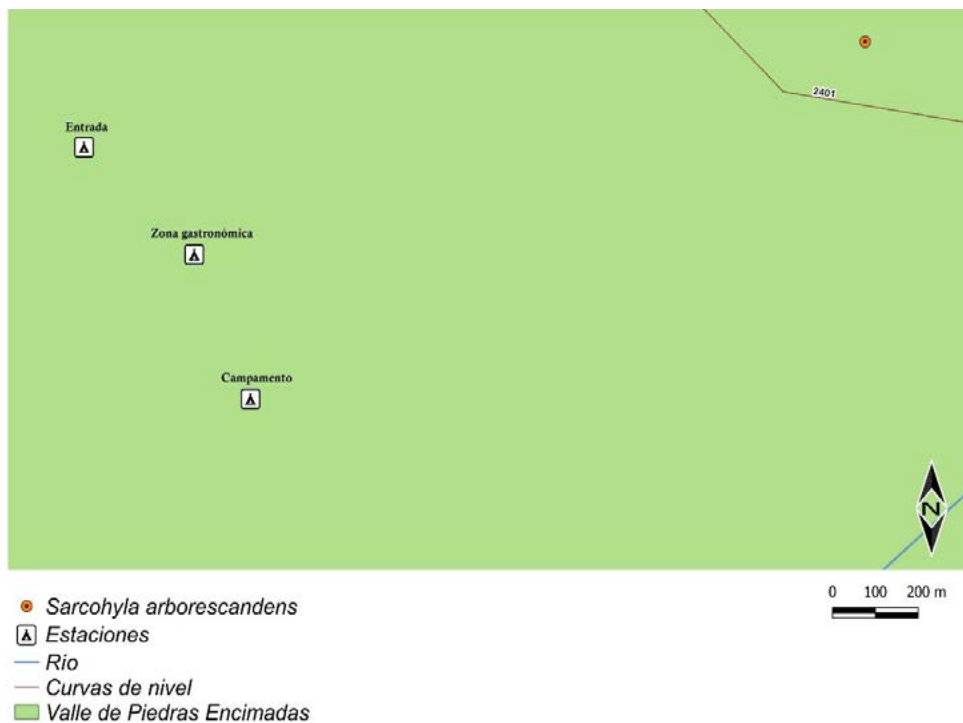 2401
Entrada
Zona gastronómica
Campamento
N
0 100 200 m
Sarcohyla arborescandens
Estaciones
Rio
Curvas de nivel
Valle de Piedras Encimadas